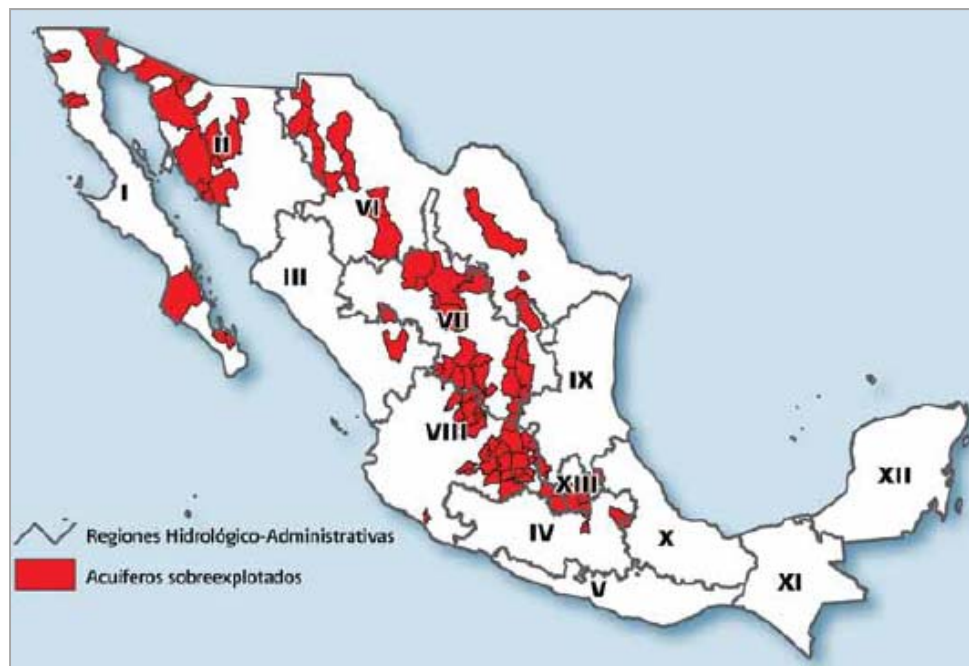 II
I
VI
III
VII
IX
VIII
XIII
XII
IV
X
V
XI
Regiones Hidrológico-Administrativas
Acuíferos sobreexplotados